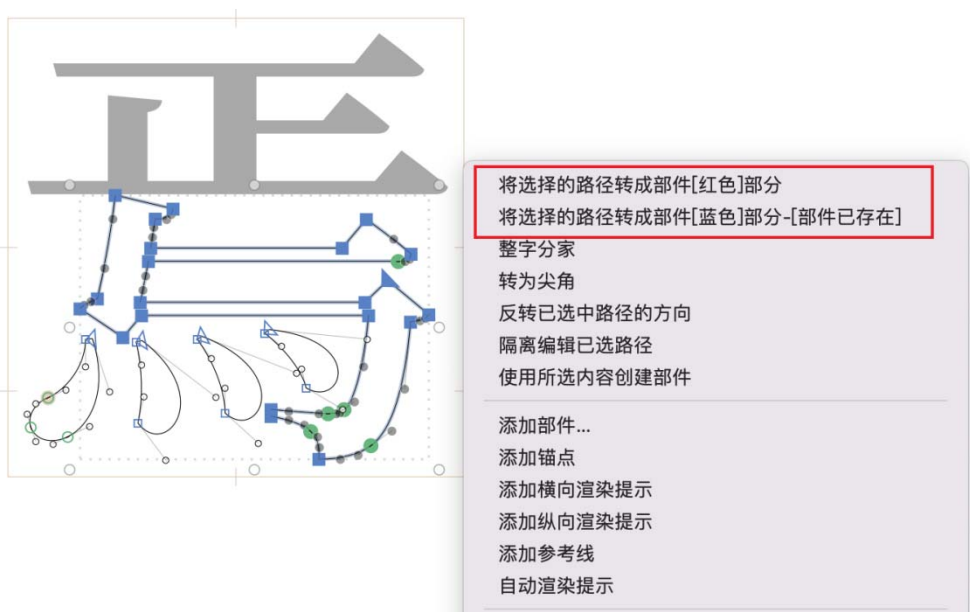 正
将选择的路径转成部件[红色]部分
将选择的路径转成部件[蓝色]部分-[部件已存在]
整字分家
转为尖角
反转已选中路径的方向
隔离编辑已选路径
使用所选内容创建部件
添加部件...
添加锚点
添加横向渲染提示
添加纵向渲染提示
添加参考线
自动渲染提示